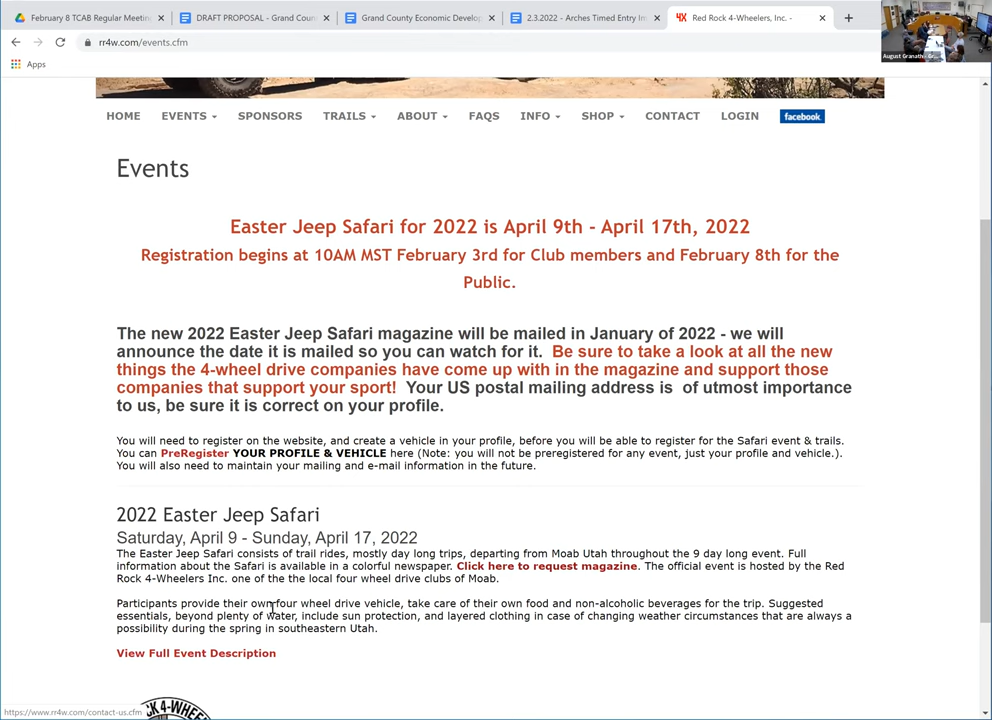 February 8 TCAB Regular Meetin
DRAFT PROPOSAL - Grand Coun
Grand County Economic Develo
2.3.2022 - Arches Timed Entry Im
Red Rock 4-Wheelers, Inc. -
rr4w.com/events.cfm
Apps
August Granath - Gr
HOME EVENTS SPONSORS TRAILS ABOUT FAQS INFO SHOP CONTACT LOGIN facebook
Events
Easter Jeep Safari for 2022 is April 9th - April 17th, 2022
Registration begins at 10AM MST February 3rd for Club members and February 8th for the
Public.
The new 2022 Easter Jeep Safari magazine will be mailed in January of 2022 - we will
announce the date it is mailed so you can watch for it. Be sure to take a look at all the new
things the 4-wheel drive companies have come up with in the magazine and support those
companies that support your sport! Your US postal mailing address is of utmost importance
to us, be sure it is correct on your profile.
You will need to register on the website, and create a vehicle in your profile, before you will be able to register for the Safari event & trails.
You can PreRegister YOUR PROFILE & VEHICLE here (Note: you will not be preregistered for any event, just your profile and vehicle.).
You will also need to maintain your mailing and e-mail information in the future.
2022 Easter Jeep Safari
Saturday, April 9 - Sunday, April 17, 2022
The Easter Jeep Safari consists of trail rides, mostly day long trips, departing from Moab Utah throughout the 9 day long event. Full
information about the Safari is available in a colorful newspaper. Click here to request magazine. The official event is hosted by the Red
Rock 4-Wheelers Inc. one of the the local four wheel drive clubs of Moab.
Participants provide their own four wheel drive vehicle, take care of their own food and non-alcoholic beverages for the trip. Suggested
essentials, beyond plenty of water, include sun protection, and layered clothing in case of changing weather circumstances that are always a
possibility during the spring in southeastern Utah.
View Full Event Description
https://www.rr4w.com/contact-us.cfm
CK 4-WHEE